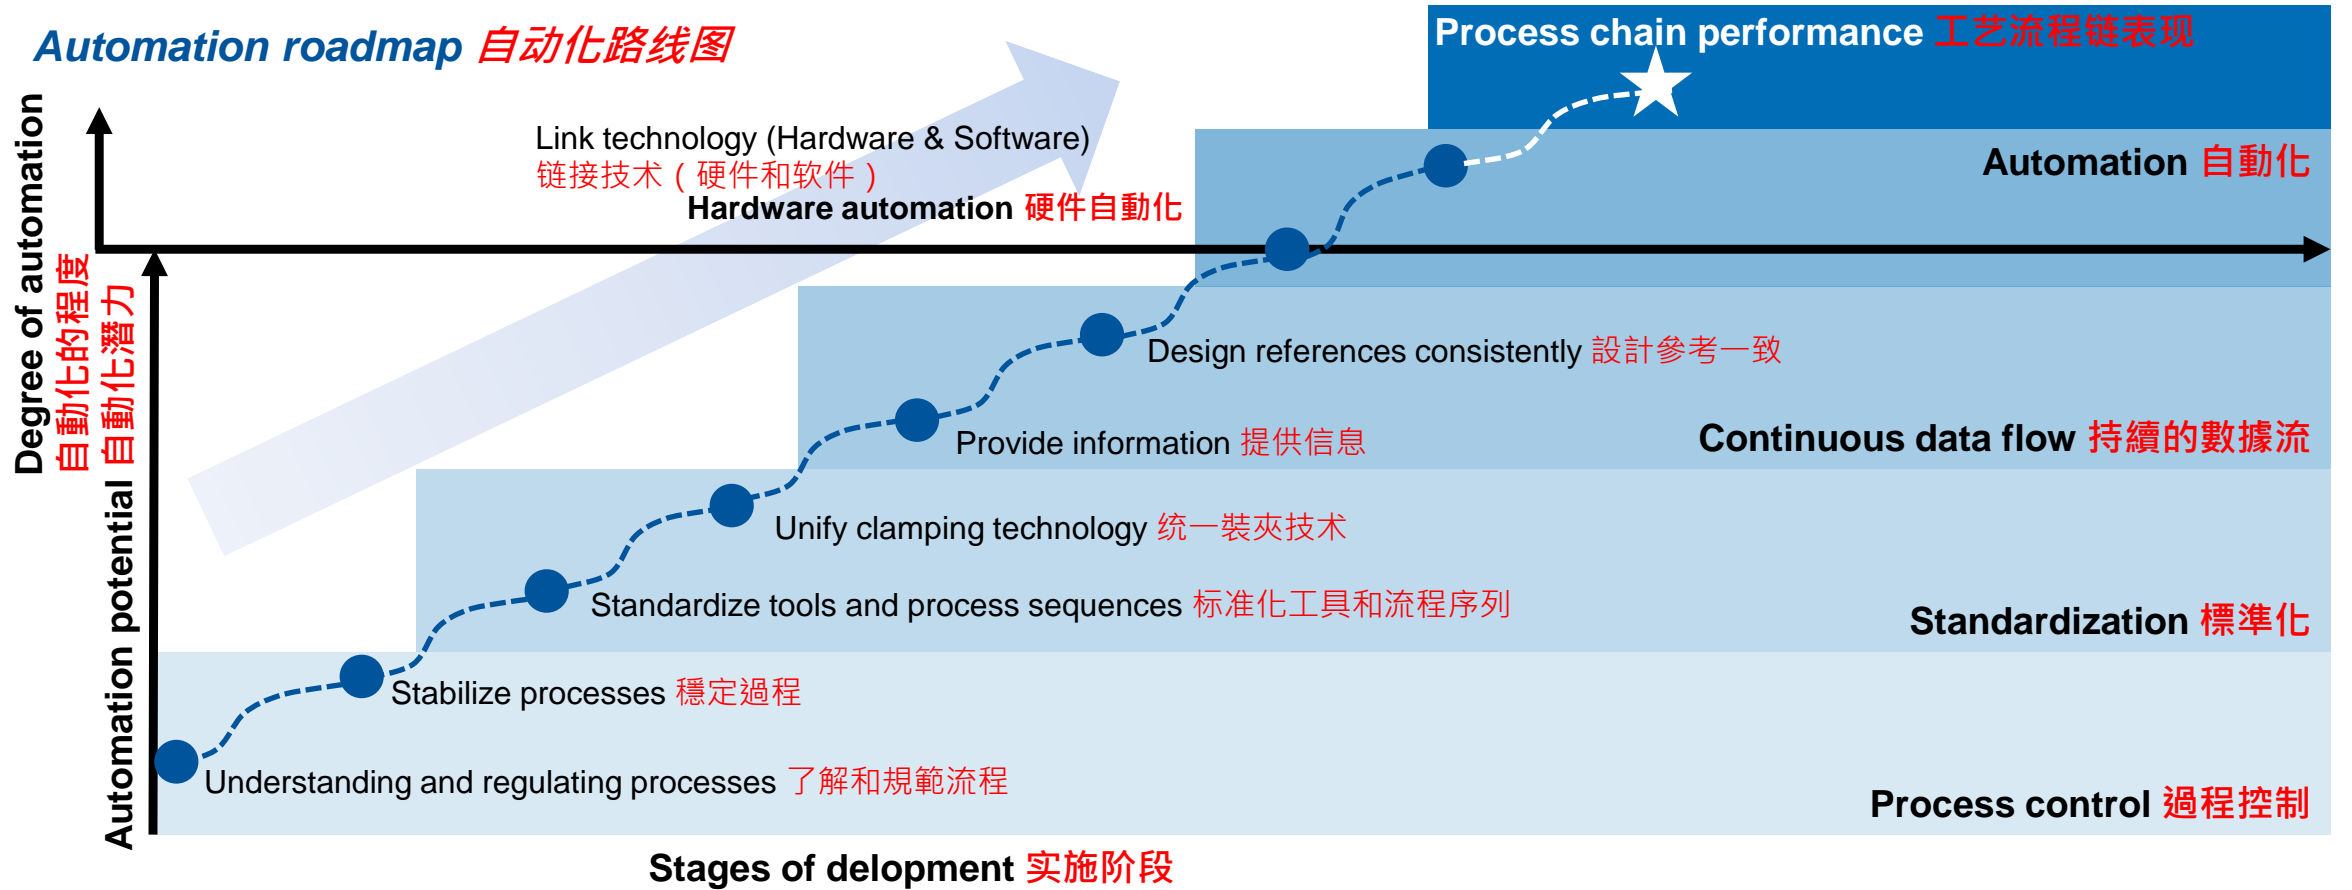 Automation roadmap 自动化路线图
Process chain performance 工艺流程链表现
Link technology (Hardware & Software)
链接技术（硬件和软件）
Automation 自動化
Hardware automation 硬件自動化
Degree of automation
自動化的程度
Automation potential 自動化潛力
Design references consistently 設計參考一致
Provide information 提供信息
Continuous data flow 持續的數據流
Unify clamping technology 统一裝夾技术
Standardize tools and process sequences 标准化工具和流程序列
Standardization 標準化
Stabilize processes 穩定過程
Understanding and regulating processes 了解和規範流程
Process control 過程控制
Stages of delopment 实施阶段